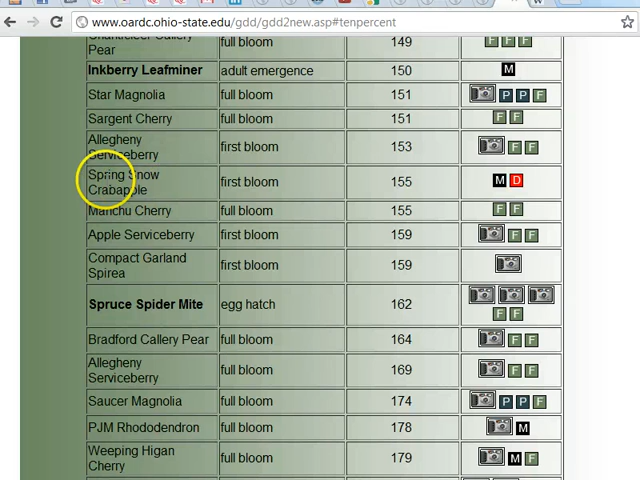 www.oardc.ohio-state.edu/gdd/gdd2new.asp#tenpercent
Pear full bloom 149 F F F
Inkberry Leafminer adult emergence 150 M
Star Magnolia full bloom 151 P P F
Sargent Cherry full bloom 151 F F
Allegheny
Serviceberry first bloom 153 F F
Spring Snow
Crabapple first bloom 155 M D
Manchu Cherry full bloom 155 F F
Apple Serviceberry first bloom 159 F F
Compact Garland
Spirea first bloom 159
Spruce Spider Mite egg hatch 162 F F
Bradford Callery Pear full bloom 164 F F
Allegheny
Serviceberry full bloom 169 F F
Saucer Magnolia full bloom 174 P P F
PJM Rhododendron full bloom 178 M
Weeping Higan
Cherry full bloom 179 M F